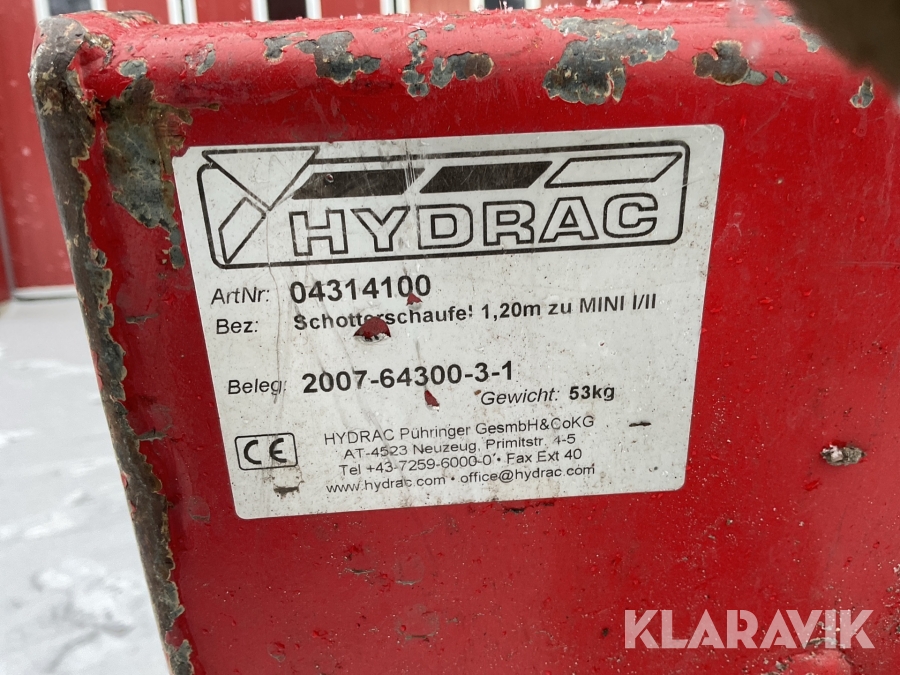 HYDRAC
ArtNr: 04314100
Bez: Schotterschaufel 1,20m zu MINI I/II
Beleg: 2007-64300-3-1
Gewicht: 53kg
CE
HYDRAC Pühringer GesmbH&CoKG
AT-4523 Neuzeug, Primitstr. 4-5
Tel +43-7259-6000-0 • Fax Ext 40
www.hydrac.com • office@hydrac.com
KLARAVIK